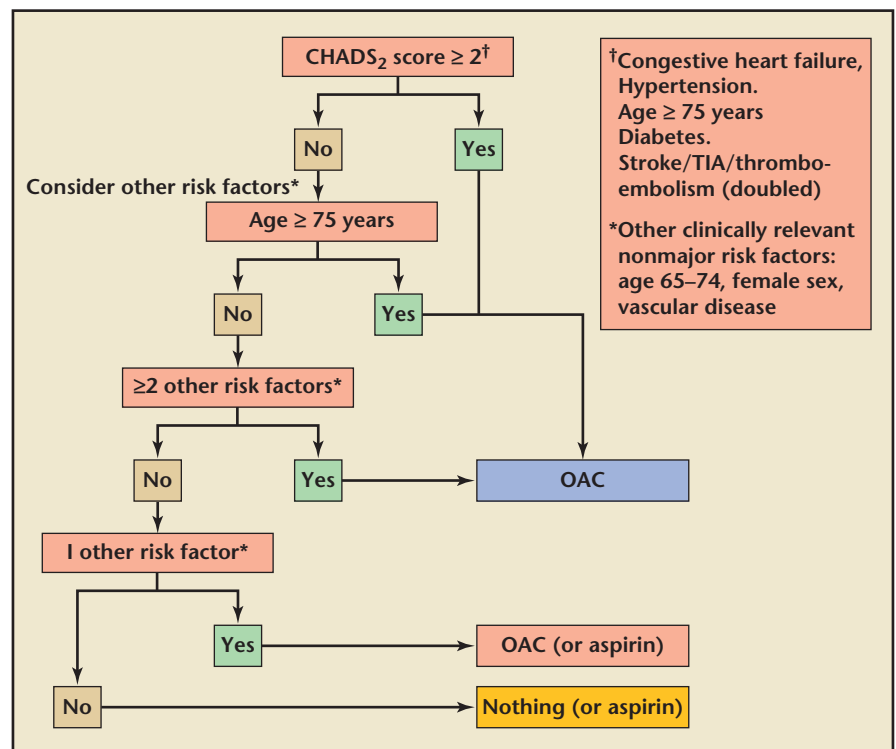 CHADS₂ score ≥ 2†
No
Yes
Consider other risk factors*
Age ≥ 75 years
No
Yes
≥2 other risk factors*
No
Yes
OAC
I other risk factor*
Yes
OAC (or aspirin)
No
Nothing (or aspirin)
†Congestive heart failure,
Hypertension.
Age ≥ 75 years
Diabetes.
Stroke/TIA/thrombo-
embolism (doubled)
*Other clinically relevant
nonmajor risk factors:
age 65–74, female sex,
vascular disease